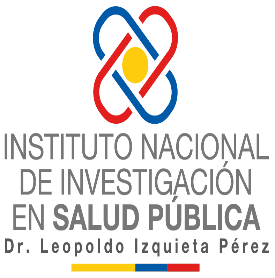 INSTITUTO NACIONAL
DE INVESTIGACIÓN
EN SALUD PÚBLICA
Dr. Leopoldo Izquieta Pérez